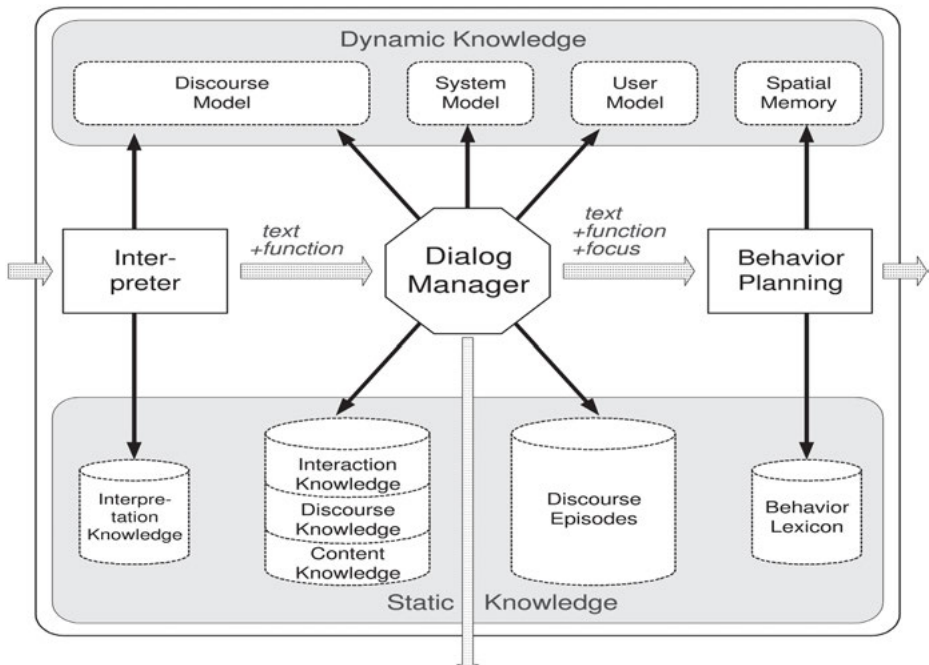 Dynamic Knowledge
Discourse
Model
System
Model
User
Model
Spatial
Memory
Inter-
preter
text
+function
Dialog
Manager
text
+function
+focus
Behavior
Planning
Interpre-
tation
Knowledge
Interaction
Knowledge
Discourse
Knowledge
Content
Knowledge
Discourse
Episodes
Behavior
Lexicon
Static Knowledge